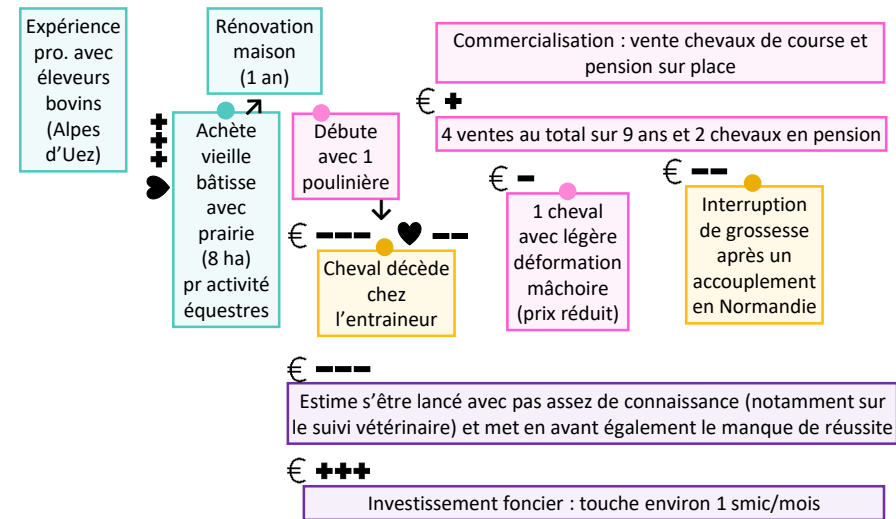 Expérience
pro. avec
éleveurs
bovins
(Alpes
d'Uez)
Rénovation
maison
(1 an)
Achète
vieille
bâtisse
avec
prairie
(8 ha)
pr activité
équestres
Débute
avec 1
poulinière
Commercialisation : vente chevaux de course et
pension sur place
€ +
4 ventes au total sur 9 ans et 2 chevaux en pension
+
+
+
€ --- ♥ --
Cheval décède
chez
l'entraineur
€ -
1 cheval
avec légère
déformation
mâchoire
(prix réduit)
€ --
Interruption
de grossesse
après un
accouplement
en Normandie
€ ---
Estime s'être lancé avec pas assez de connaissance (notamment sur
le suivi vétérinaire) et met en avant également le manque de réussite
€ +++
Investissement foncier : touche environ 1 smic/mois